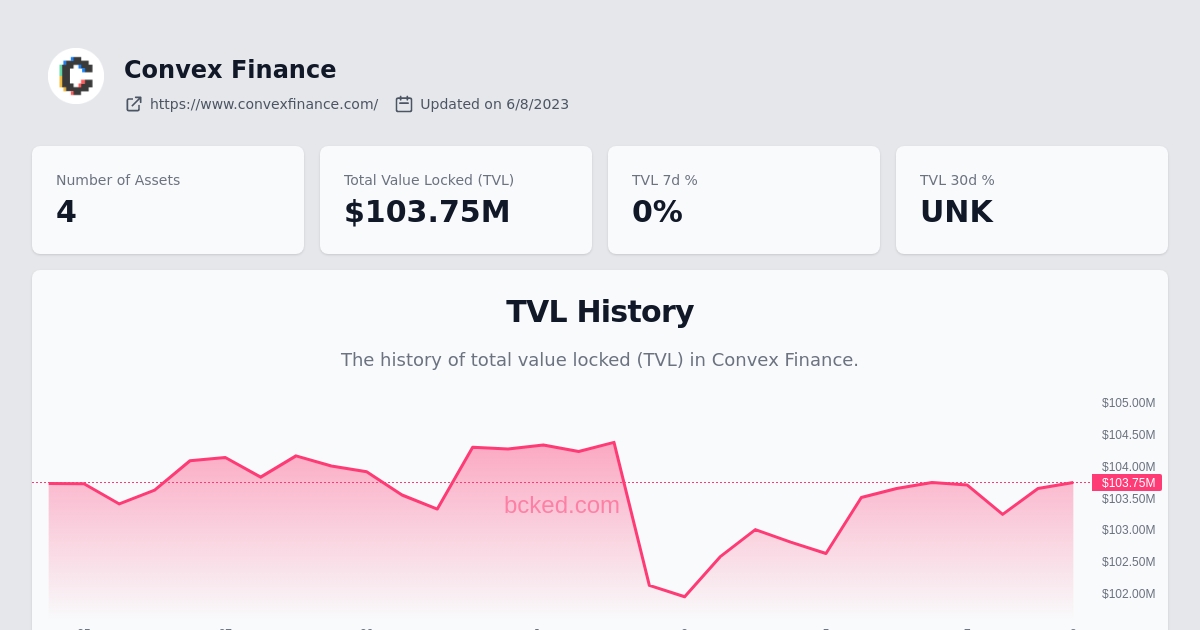 Convex Finance
https://www.convexfinance.com/ Updated on 6/8/2023
Number of Assets
4
Total Value Locked (TVL)
$103.75M
TVL 7d %
0%
TVL 30d %
UNK
TVL History
The history of total value locked (TVL) in Convex Finance.
$105.00M
$104.50M
$104.00M
$103.75M
$103.50M
$103.00M
$102.50M
$102.00M
bcked.com